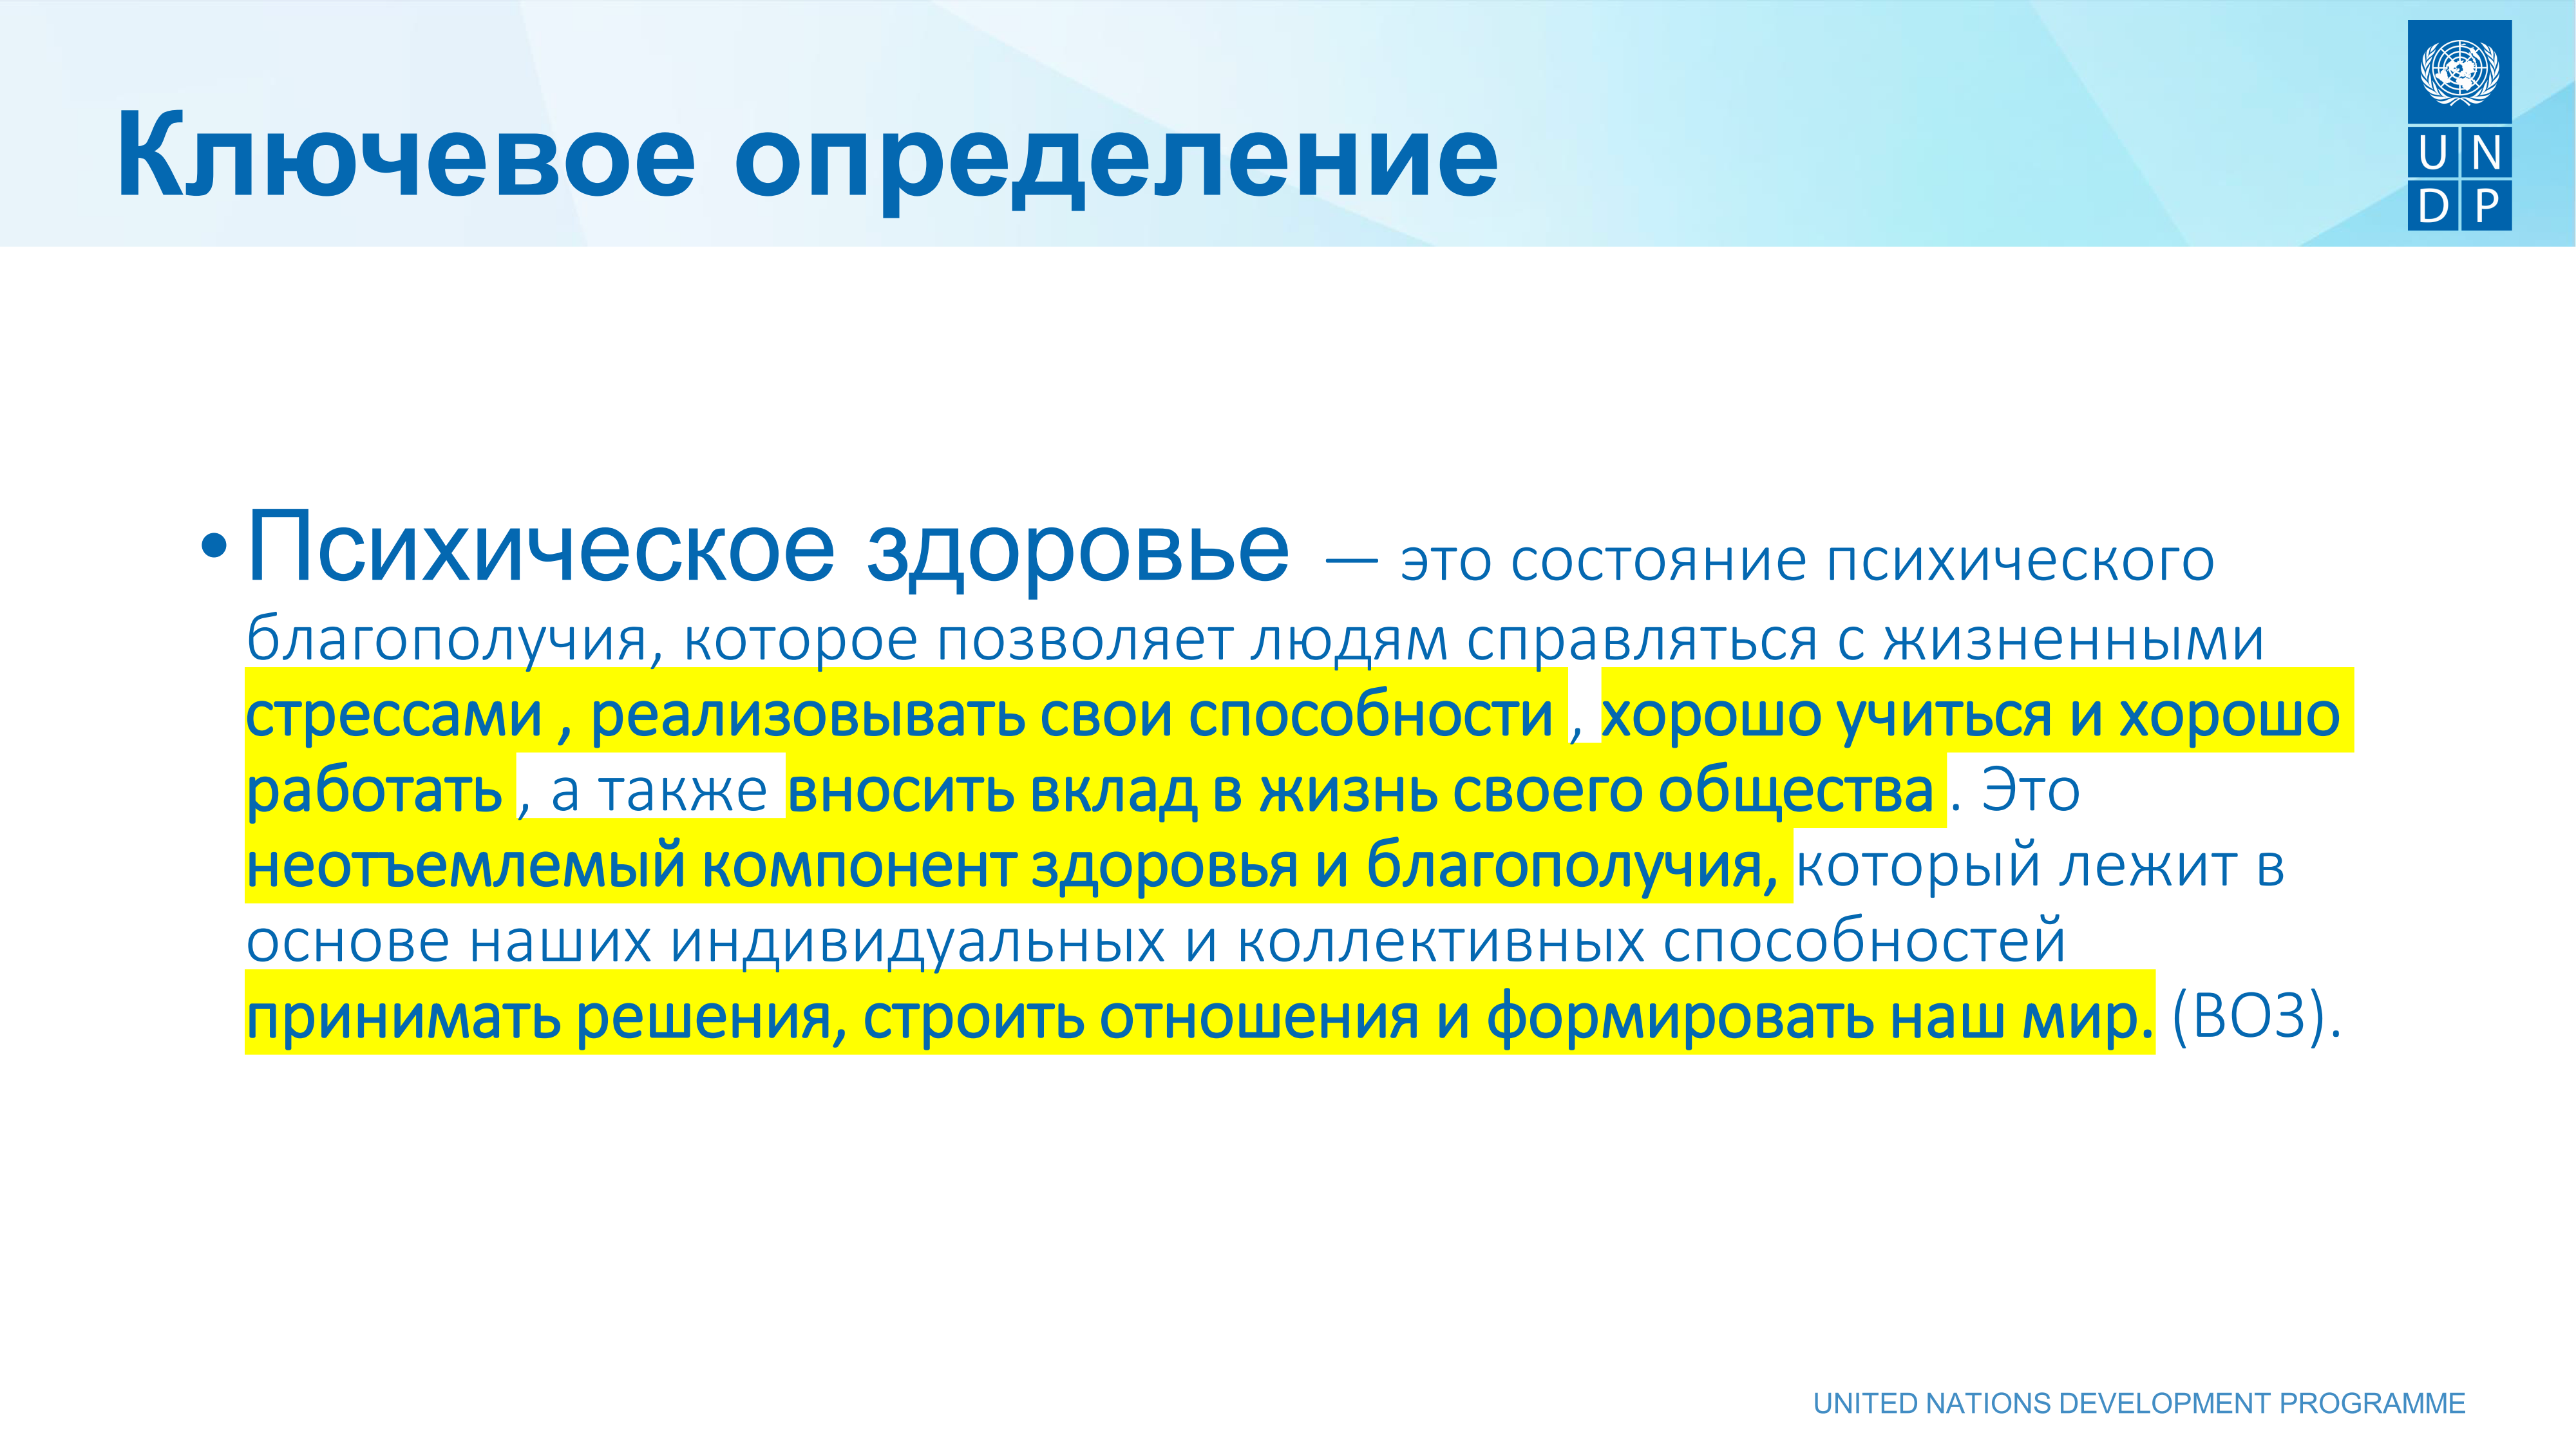 Ключевое определение
UN
DP
• Психическое здоровье — это состояние психического
благополучия, которое позволяет людям справляться с жизненными
стрессами , реализовывать свои способности , хорошо учиться и хорошо
работать , а также вносить вклад в жизнь своего общества . Это
неотъемлемый компонент здоровья и благополучия, который лежит в
основе наших индивидуальных и коллективных способностей
принимать решения, строить отношения и формировать наш мир. (ВОЗ).
UNITED NATIONS DEVELOPMENT PROGRAMME